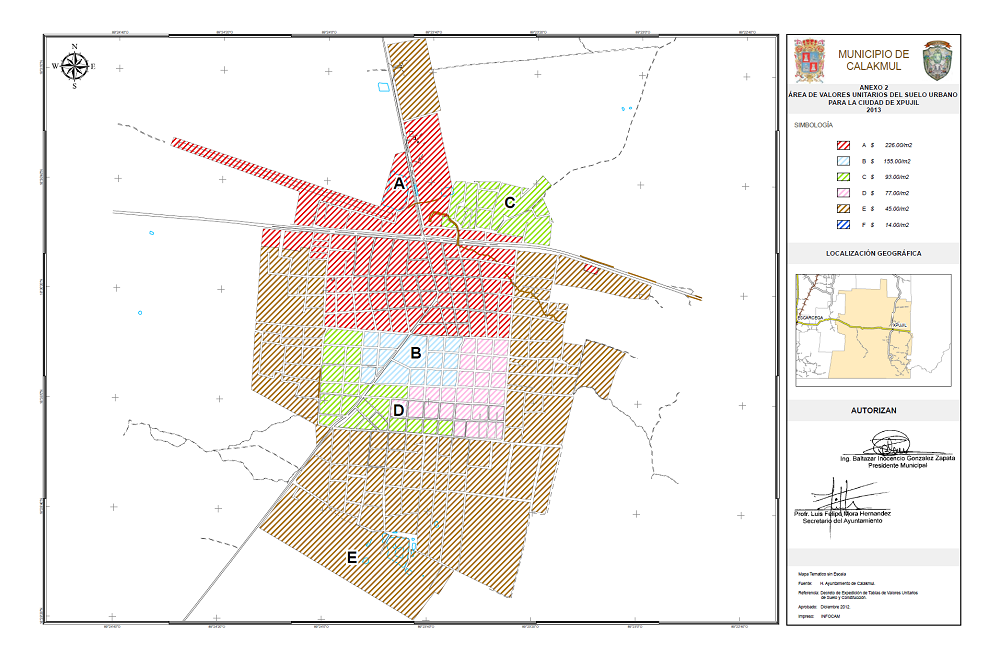 N
W E
S
A
C
B
D
E
MUNICIPIO DE
CALAKMUL
ANEXO 2
ÁREA DE VALORES UNITARIOS DEL SUELO URBANO
PARA LA CIUDAD DE XPUJIL
2013
SIMBOLOGÍA
A $ 226.00/m2
B $ 155.00/m2
C $ 93.00/m2
D $ 77.00/m2
E $ 45.00/m2
F $ 14.00/m2
LOCALIZACIÓN GEOGRÁFICA
ESCARCEGA
XPUJIL
AUTORIZAN
Ing. Baltazar Inocencio Gonzalez Zapata
Presidente Municipal
Profr. Luis Felipe Mora Hernandez
Secretario del Ayuntamiento
Mapa Tematico sin Escala
Fuente: H. Ayuntamiento de Calakmul.
Referencia: Decreto de Expedición de Tablas de Valores Unitarios
de Suelo y Construcción.
Aprobado: Diciembre 2012.
Impreso: INFOCAM